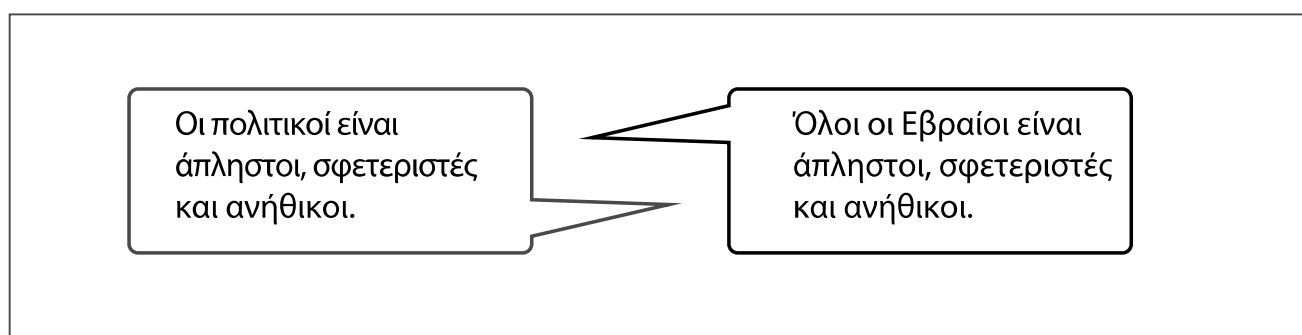 Οι πολιτικοί είναι
άπληστοι, σφετεριστές
και ανήθικοι.
Όλοι οι Εβραίοι είναι
άπληστοι, σφετεριστές
και ανήθικοι.